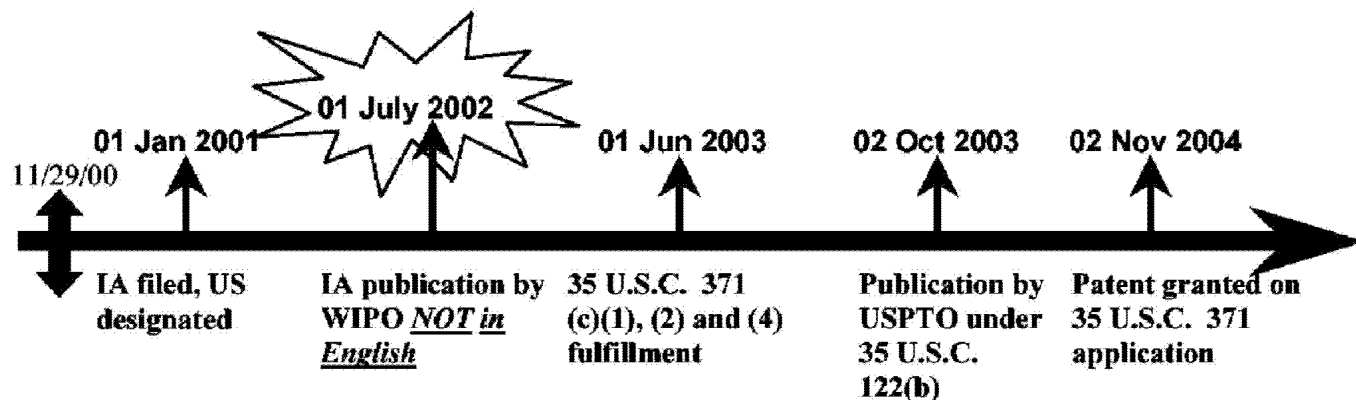 01 July 2002
01 Jan 2001
01 Jun 2003
02 Oct 2003
02 Nov 2004
11/29/00
IA filed, US
designated
IA publication by
WIPO NOT in
English
35 U.S.C. 371
(c)(1), (2) and (4)
fulfillment
Publication by
USPTO under
35 U.S.C.
122(b)
Patent granted on
35 U.S.C. 371
application